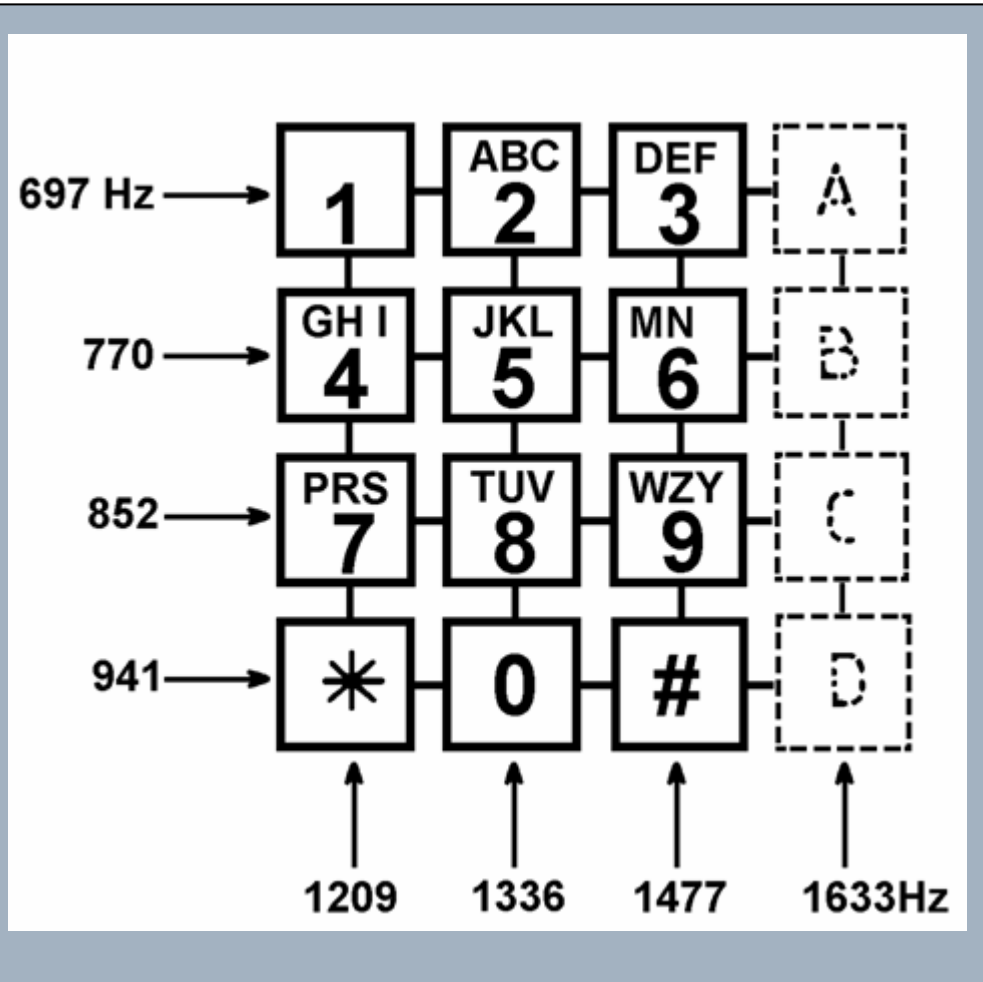 ABC DEF
697 Hz 1 2 3 A
GH I JKL MN
770 4 5 6 B
PRS TUV WZY
852 7 8 9 C
941 * 0 # D
1209 1336 1477 1633Hz